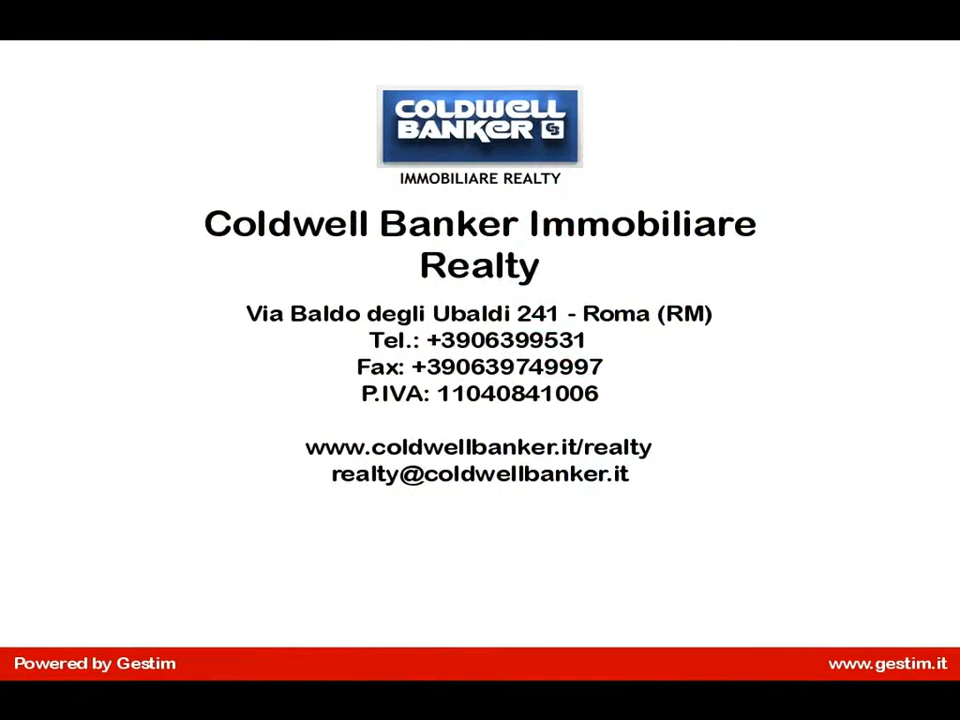 COLDWELL
BANKER CB
IMMOBILIARE REALTY
Coldwell Banker Immobiliare
Realty
Via Baldo degli Ubaldi 241 - Roma (RM)
Tel.: +3906399531
Fax: +390639749997
P.IVA: 11040841006
www.coldwellbanker.it/realty
realty@coldwellbanker.it
Powered by Gestim
www.gestim.it